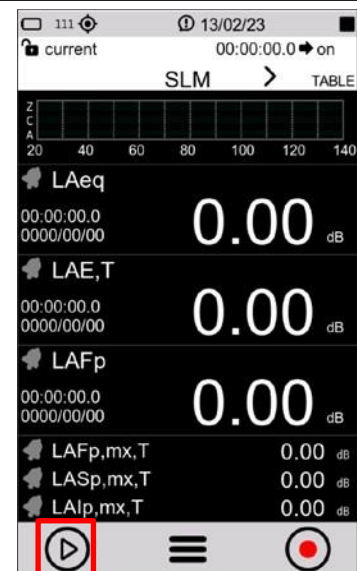 111 13/02/23
current 00:00:00.0 on
SLM > TABLE
Z
C
A
20 40 60 80 100 120 140
LAeq
00:00:00.0
0000/00/00
0.00 dB
LAE,T
00:00:00.0
0000/00/00
0.00 dB
LAFp
00:00:00.0
0000/00/00
0.00 dB
LAFp,mx,T 0.00 dB
LASp,mx,T 0.00 dB
LAIp,mx,T 0.00 dB